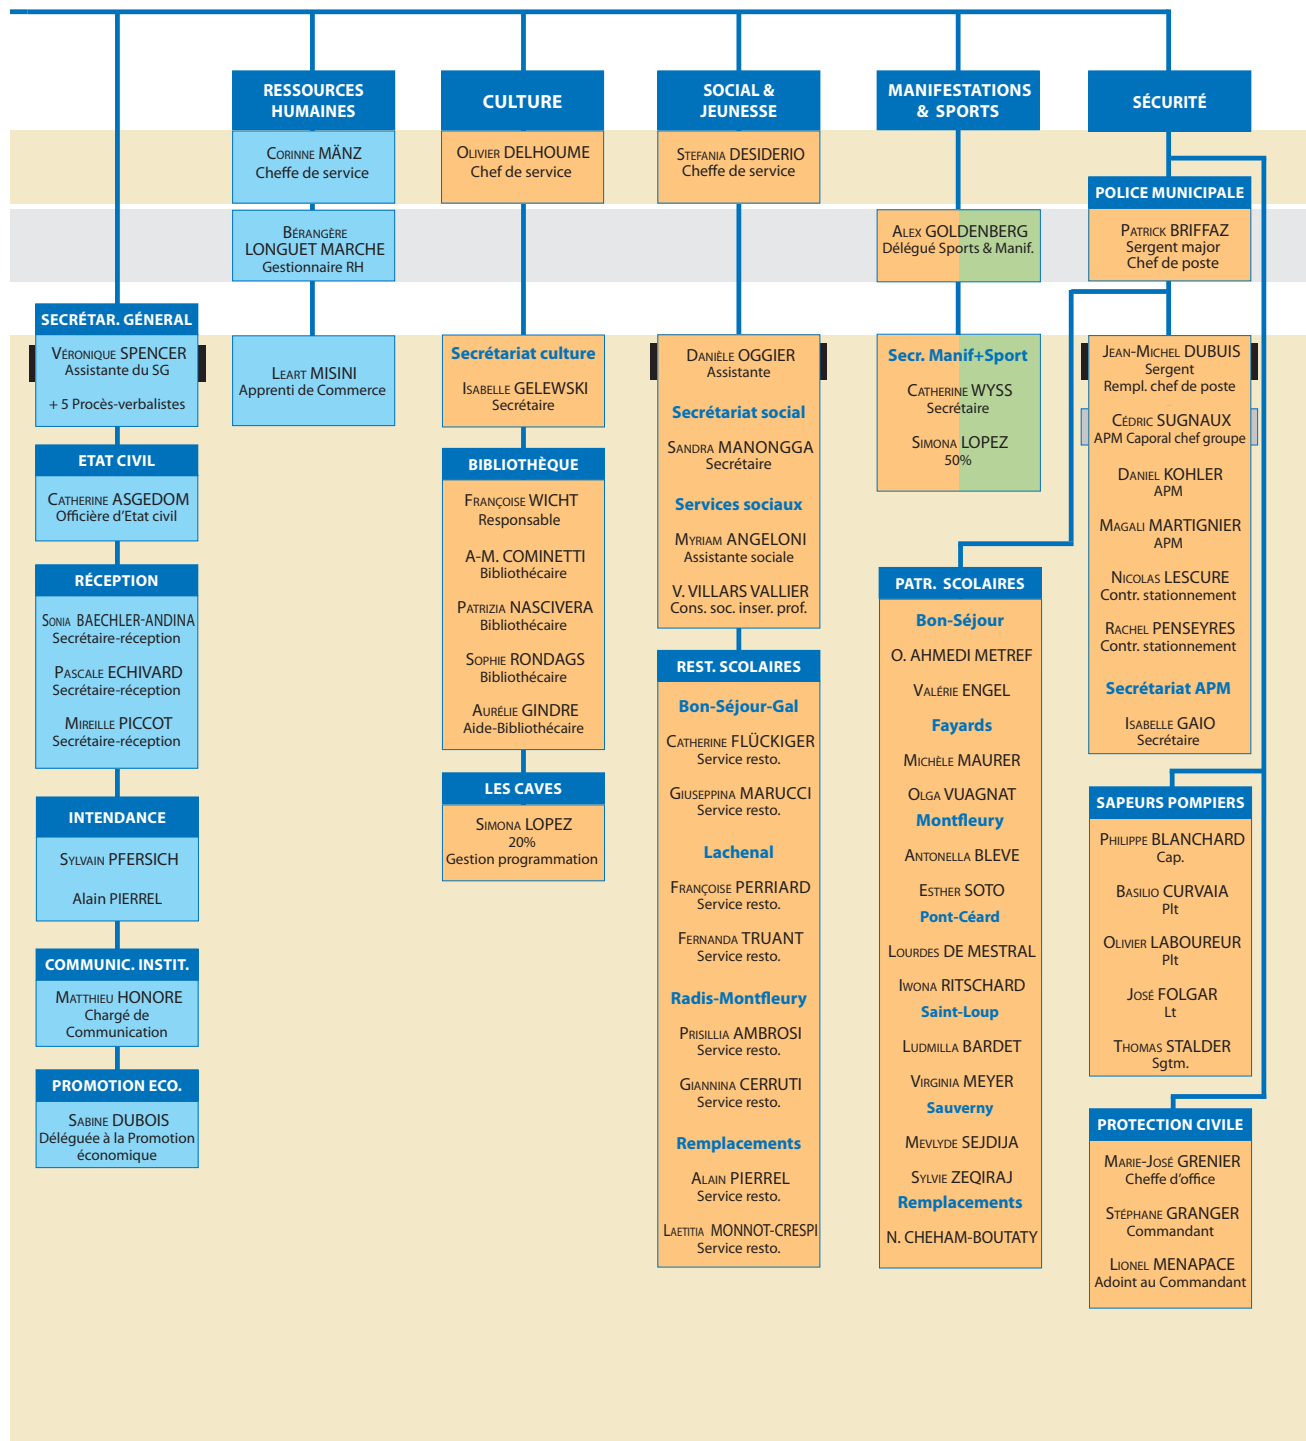 SECRÉTAR. GÉNERAL
VÉRONIQUE SPENCER
Assistante du SG
+ 5 Procès-verbalistes
ETAT CIVIL
CATHERINE ASGEDOM
Officière d'Etat civil
RÉCEPTION
SONIA BAECHLER-ANDINA
Secrétaire-réception
PASCALE ECHIVARD
Secrétaire-réception
MIREILLE PICCOT
Secrétaire-réception
INTENDANCE
SYLVAIN PFERSICH
Alain PIERREL
COMMUNIC. INSTIT.
MATTHIEU HONORE
Chargé de
Communication
PROMOTION ECO.
SABINE DUBOIS
Déléguée à la Promotion
économique
RESSOURCES
HUMAINES
CORINNE MÄNZ
Cheffe de service
BÉRANGÈRE
LONGUET MARCHE
Gestionnaire RH
LEART MISINI
Apprenti de Commerce
CULTURE
OLIVIER DELHOUME
Chef de service
Secrétariat culture
ISABELLE GELEWSKI
Secrétaire
BIBLIOTHÈQUE
FRANÇOISE WICHT
Responsable
A-M. COMINETTI
Bibliothécaire
PATRIZIA NASCIVERA
Bibliothécaire
SOPHIE RONDAGS
Bibliothécaire
AURÉLIE GINDRE
Aide-Bibliothécaire
LES CAVES
SIMONA LOPEZ
20%
Gestion programmation
SOCIAL &
JEUNESSE
STEFANIA DESIDERIO
Cheffe de service
DANIÈLE OGGIER
Assistante
Secrétariat social
SANDRA MANONGGA
Secrétaire
Services sociaux
MYRIAM ANGELONI
Assistante sociale
V. VILLARS VALLIER
Cons. soc. inser. prof.
REST. SCOLAIRES
Bon-Séjour-Gal
CATHERINE FLÜCKIGER
Service resto.
GIUSEPPINA MARUCCI
Service resto.
Lachenal
FRANÇOISE PERRIARD
Service resto.
FERNANDA TRUANT
Service resto.
Radis-Montfleury
PRISILLIA AMBROSI
Service resto.
GIANNINA CERRUTI
Service resto.
Remplacements
ALAIN PIERREL
Service resto.
LAETITIA MONNOT-CRESPI
Service resto.
MANIFESTATIONS
& SPORTS
ALEX GOLDENBERG
Délégué Sports & Manif.
Secr. Manif+Sport
CATHERINE WYSS
Secrétaire
SIMONA LOPEZ
50%
PATR. SCOLAIRES
Bon-Séjour
O. AHMEDI METREF
VALÉRIE ENGEL
Fayards
MICHÈLE MAURER
OLGA VUAGNAT
Montfleury
ANTONELLA BLEVE
ESTHER SOTO
Pont-Céard
LOURDES DE MESTRAL
IWONA RITSCHARD
Saint-Loup
LUDMILLA BARDET
VIRGINIA MEYER
Sauverny
MEVLYDE SEJDIJA
SYLVIE ZEQIRAJ
Remplacements
N. CHEHAM-BOUTATY
SÉCURITÉ
POLICE MUNICIPALE
PATRICK BRIFFAZ
Sergent major
Chef de poste
JEAN-MICHEL DUBUIS
Sergent
Rempl. chef de poste
CÉDRIC SUGNAUX
APM Caporal chef groupe
DANIEL KOHLER
APM
MAGALI MARTIGNIER
APM
NICOLAS LESCURE
Contr. stationnement
RACHEL PENSEYRES
Contr. stationnement
Secrétariat APM
ISABELLE GAIO
Secrétaire
SAPEURS POMPIERS
PHILIPPE BLANCHARD
Cap.
BASILIO CURVAIA
Plt
OLIVIER LABOUREUR
Plt
JOSÉ FOLGAR
Lt
THOMAS STALDER
Sgtm.
PROTECTION CIVILE
MARIE-JOSÉ GRENIER
Cheffe d'office
STÉPHANE GRANGER
Commandant
LIONEL MENAPACE
Adoint au Commandant